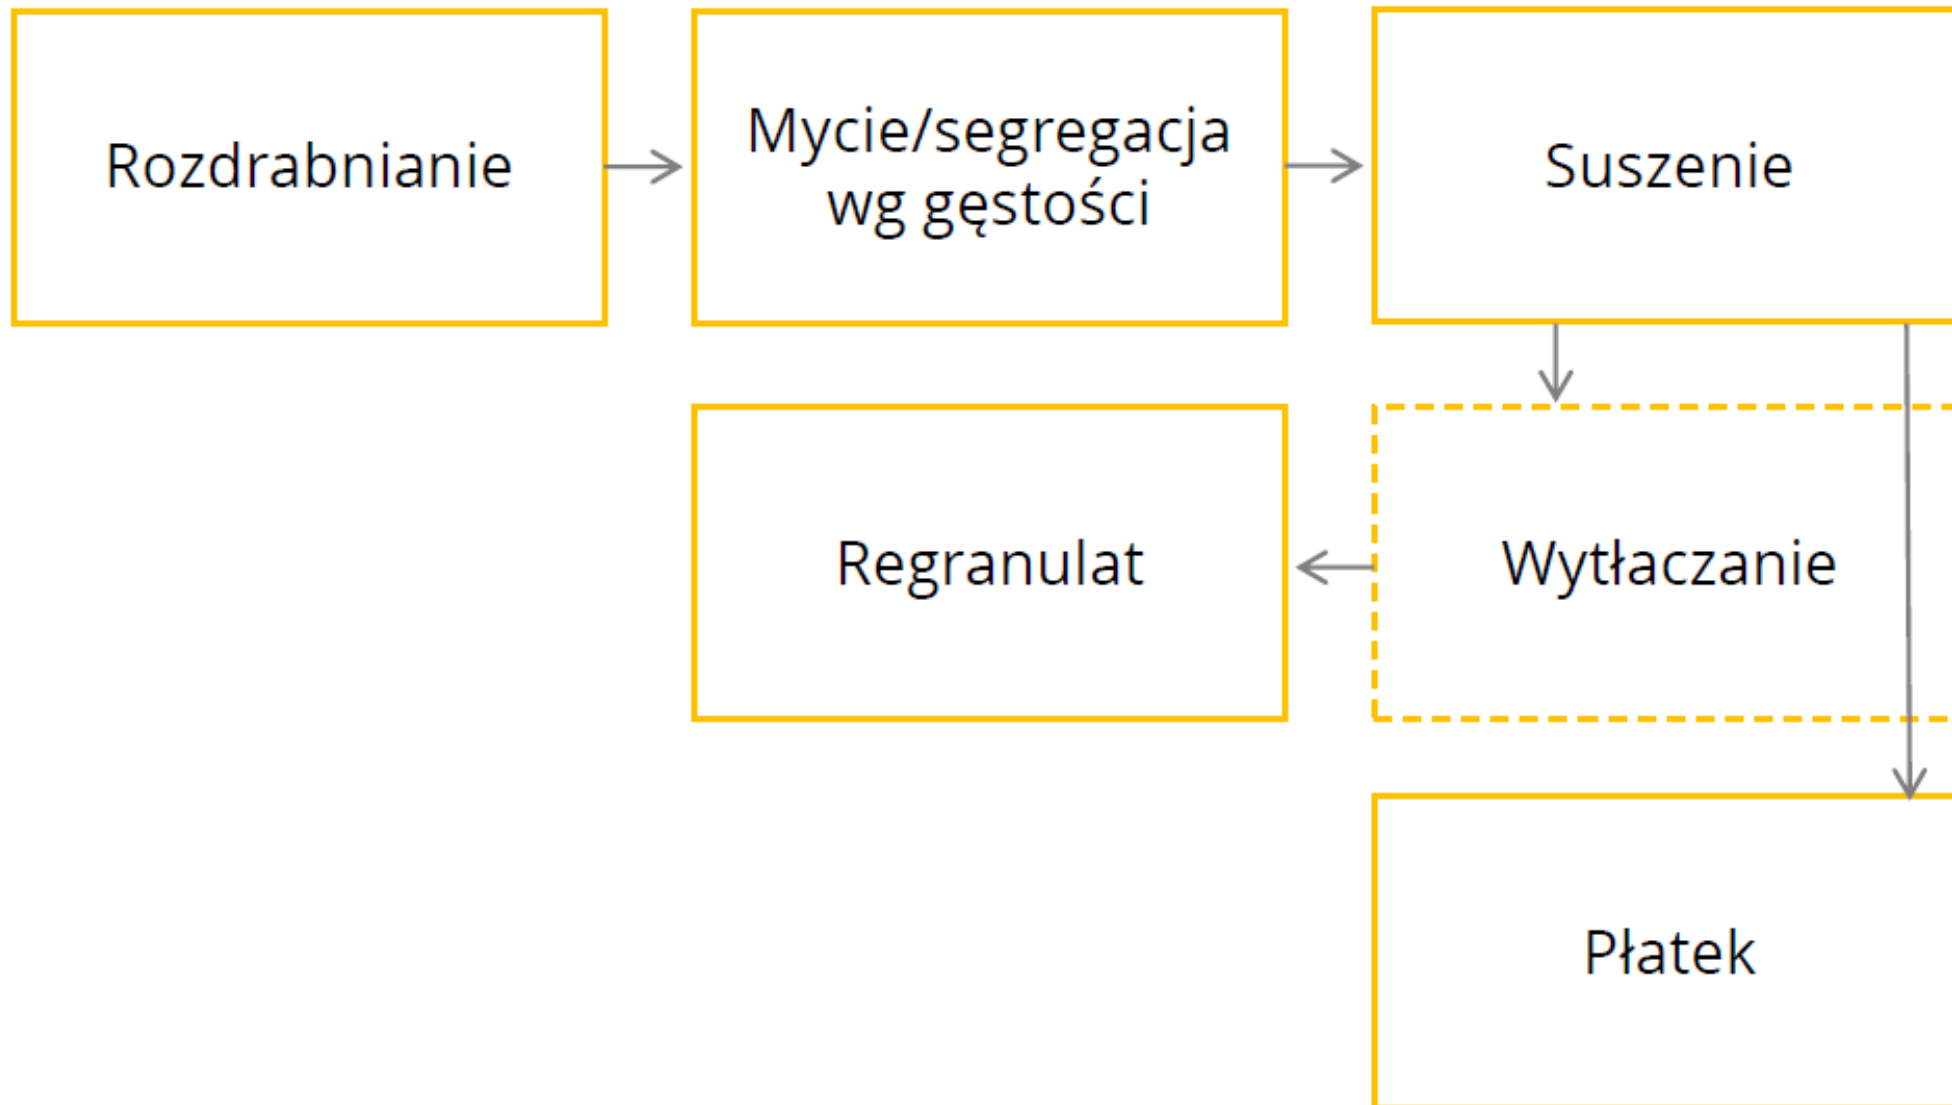 Rozdrabnianie
Mycie/segregacja
wg gęstości
Suszenie
Regranulat
Wytłaczanie
Płatek